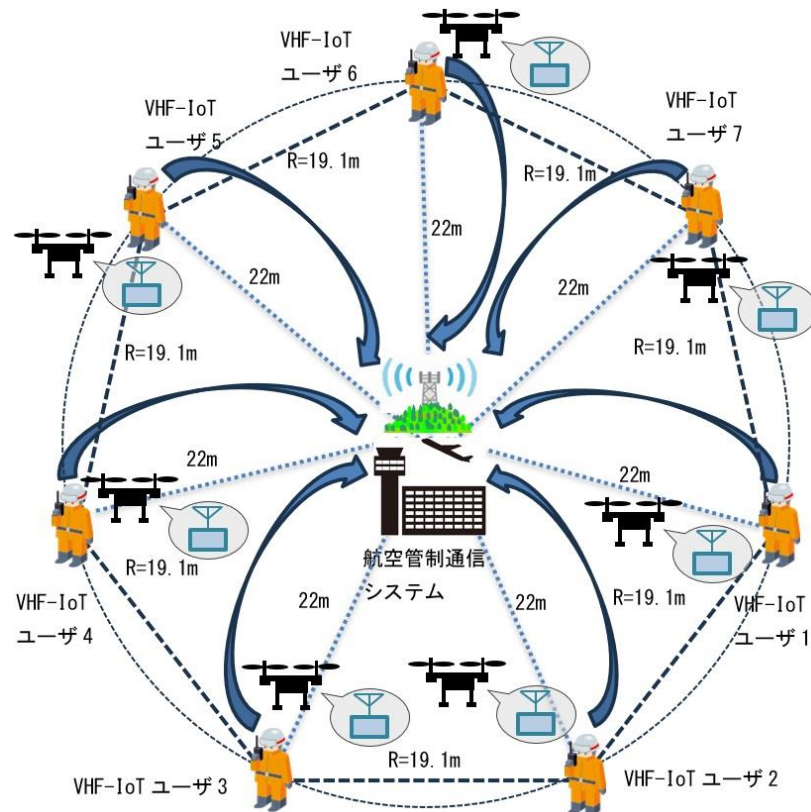 VHF-IoT
ユーザ6
VHF-IoT
ユーザ5
VHF-IoT
ユーザ7
R=19.1m
R=19.1m
22m
22m
22m
R=19.1m
R=19.1m
22m
22m
航空管制通信
システム
R=19.1m
R=19.1m
VHF-IoT
ユーザ4
VHF-IoT
ユーザ1
22m
22m
R=19.1m
VHF-IoT ユーザ3
VHF-IoT ユーザ2